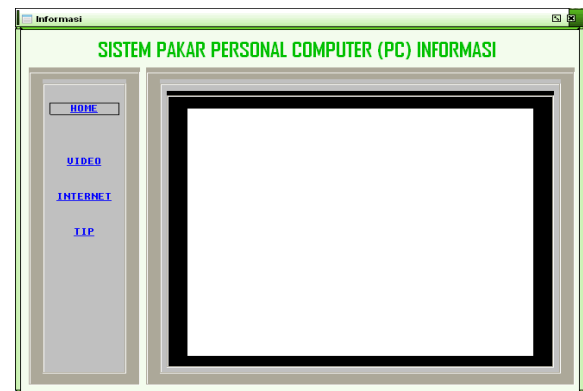 Informasi
SISTEM PAKAR PERSONAL COMPUTER (PC) INFORMASI
HOME
VIDEO
INTERNET
TIP